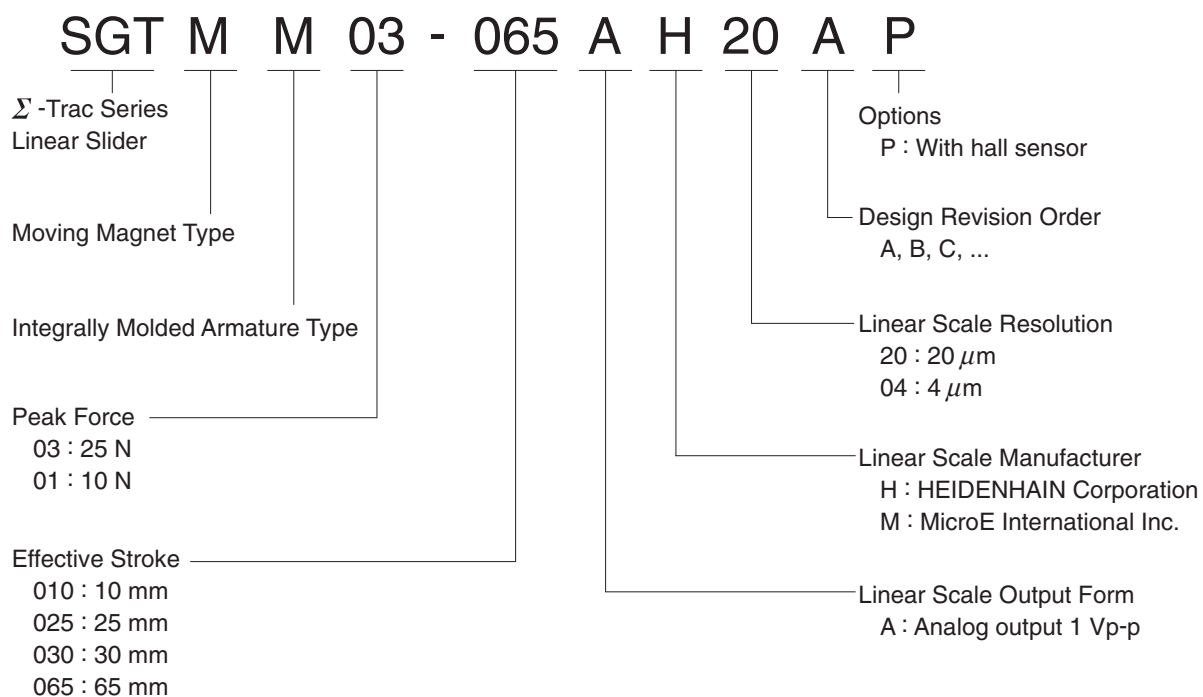 SGT M M 03 - 065 A H 20 A P
Σ -Trac Series
Linear Slider
Moving Magnet Type
Integrally Molded Armature Type
Peak Force
03 : 25 N
01 : 10 N
Effective Stroke
010 : 10 mm
025 : 25 mm
030 : 30 mm
065 : 65 mm
Options
P : With hall sensor
Design Revision Order
A, B, C, ...
Linear Scale Resolution
20 : 20 μm
04 : 4 μm
Linear Scale Manufacturer
H : HEIDENHAIN Corporation
M : MicroE International Inc.
Linear Scale Output Form
A : Analog output 1 Vp-p